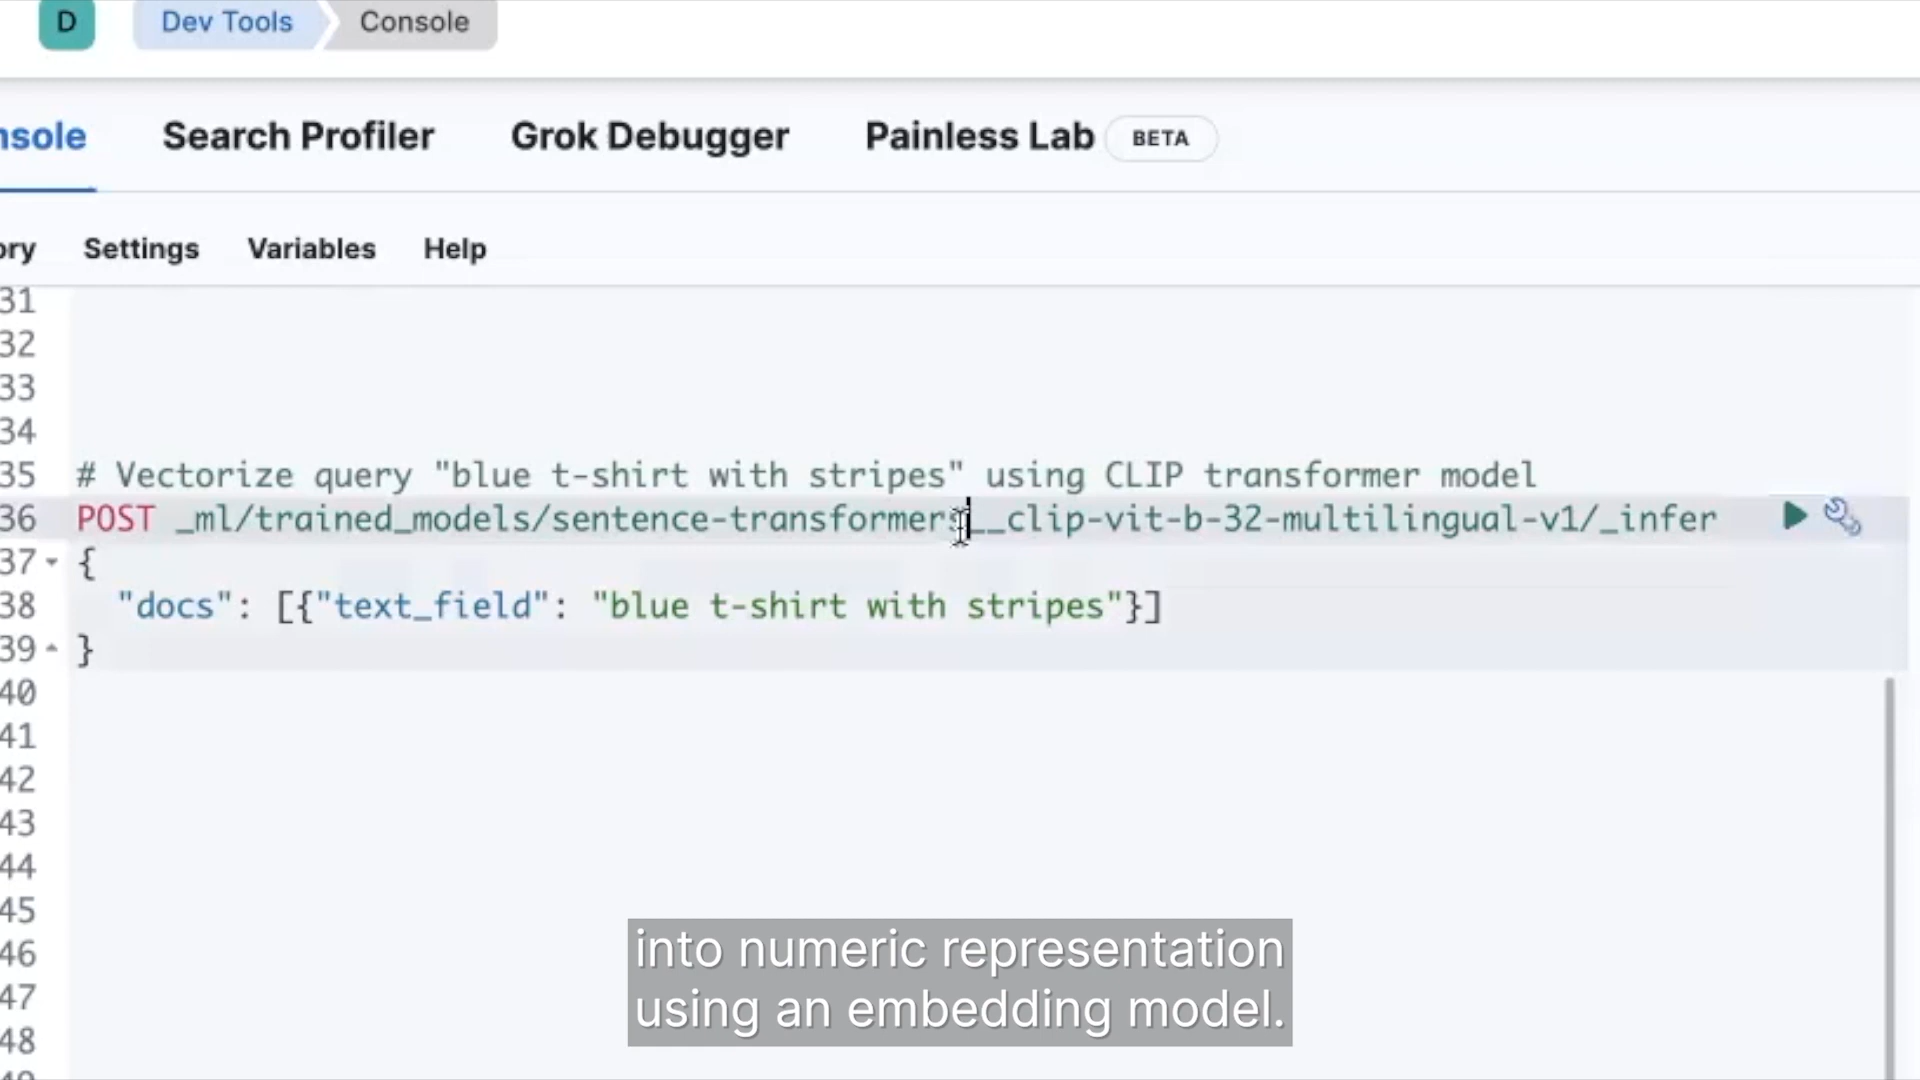 D Dev Tools Console
nsole Search Profiler Grok Debugger Painless Lab BETA
ory Settings Variables Help
31
32
33
34
35 # Vectorize query "blue t-shirt with stripes" using CLIP transformer model
36 POST _ml/trained_models/sentence-transformers__clip-vit-b-32-multilingual-v1/_infer
37 {
38 "docs": [{"text_field": "blue t-shirt with stripes"}]
39 }
40
41
42
43
44
45
46
47
48
into numeric representation
using an embedding model.